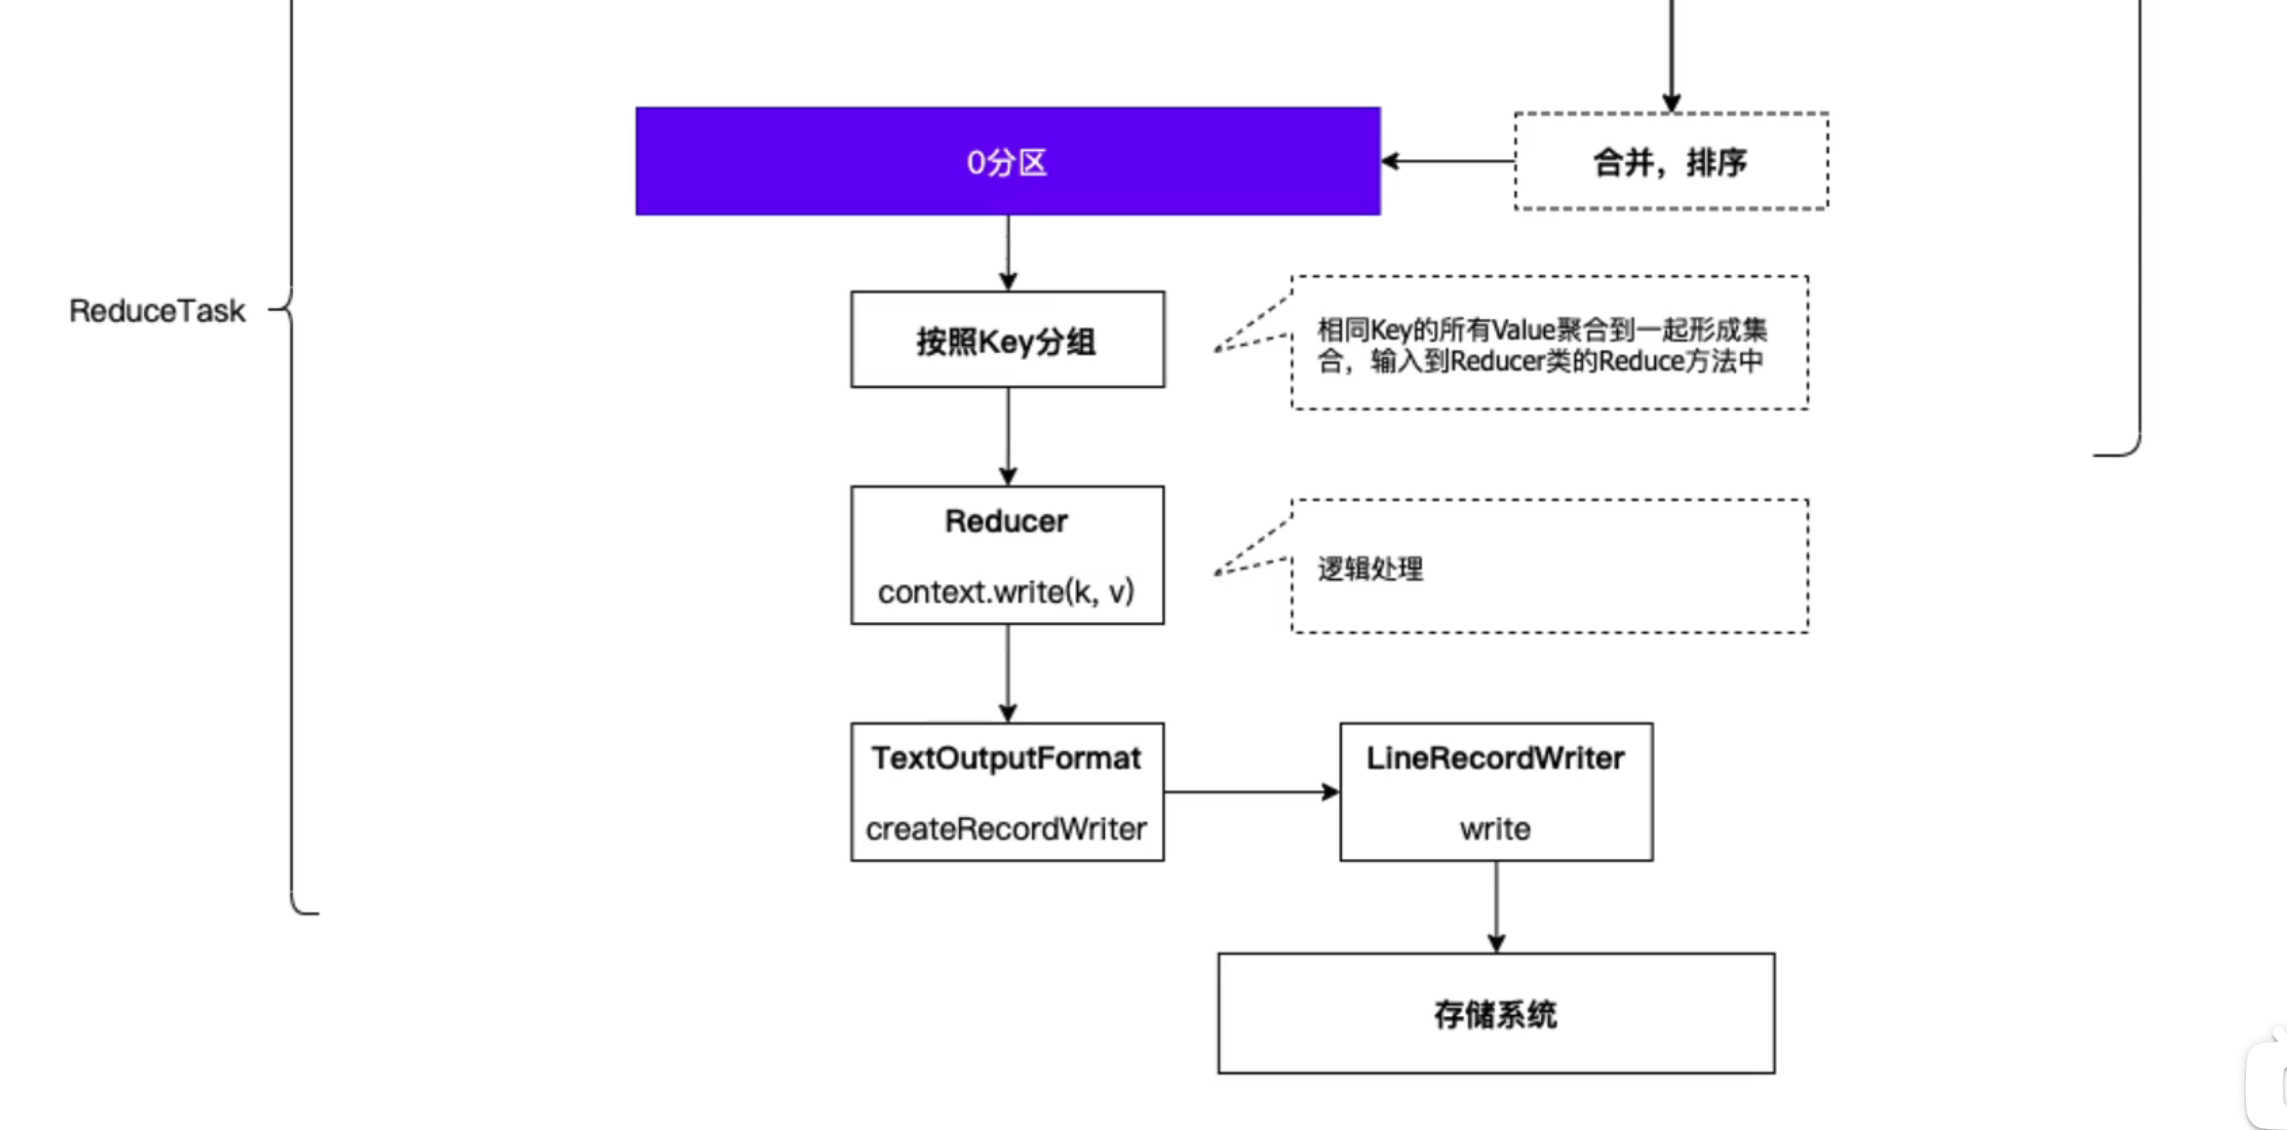 0分区
合并，排序
ReduceTask
按照Key分组
相同Key的所有Value聚合到一起形成集
合，输入到Reducer类的Reduce方法中
Reducer
context.write(k, v)
逻辑处理
TextOutputFormat
createRecordWriter
LineRecordWriter
write
存储系统